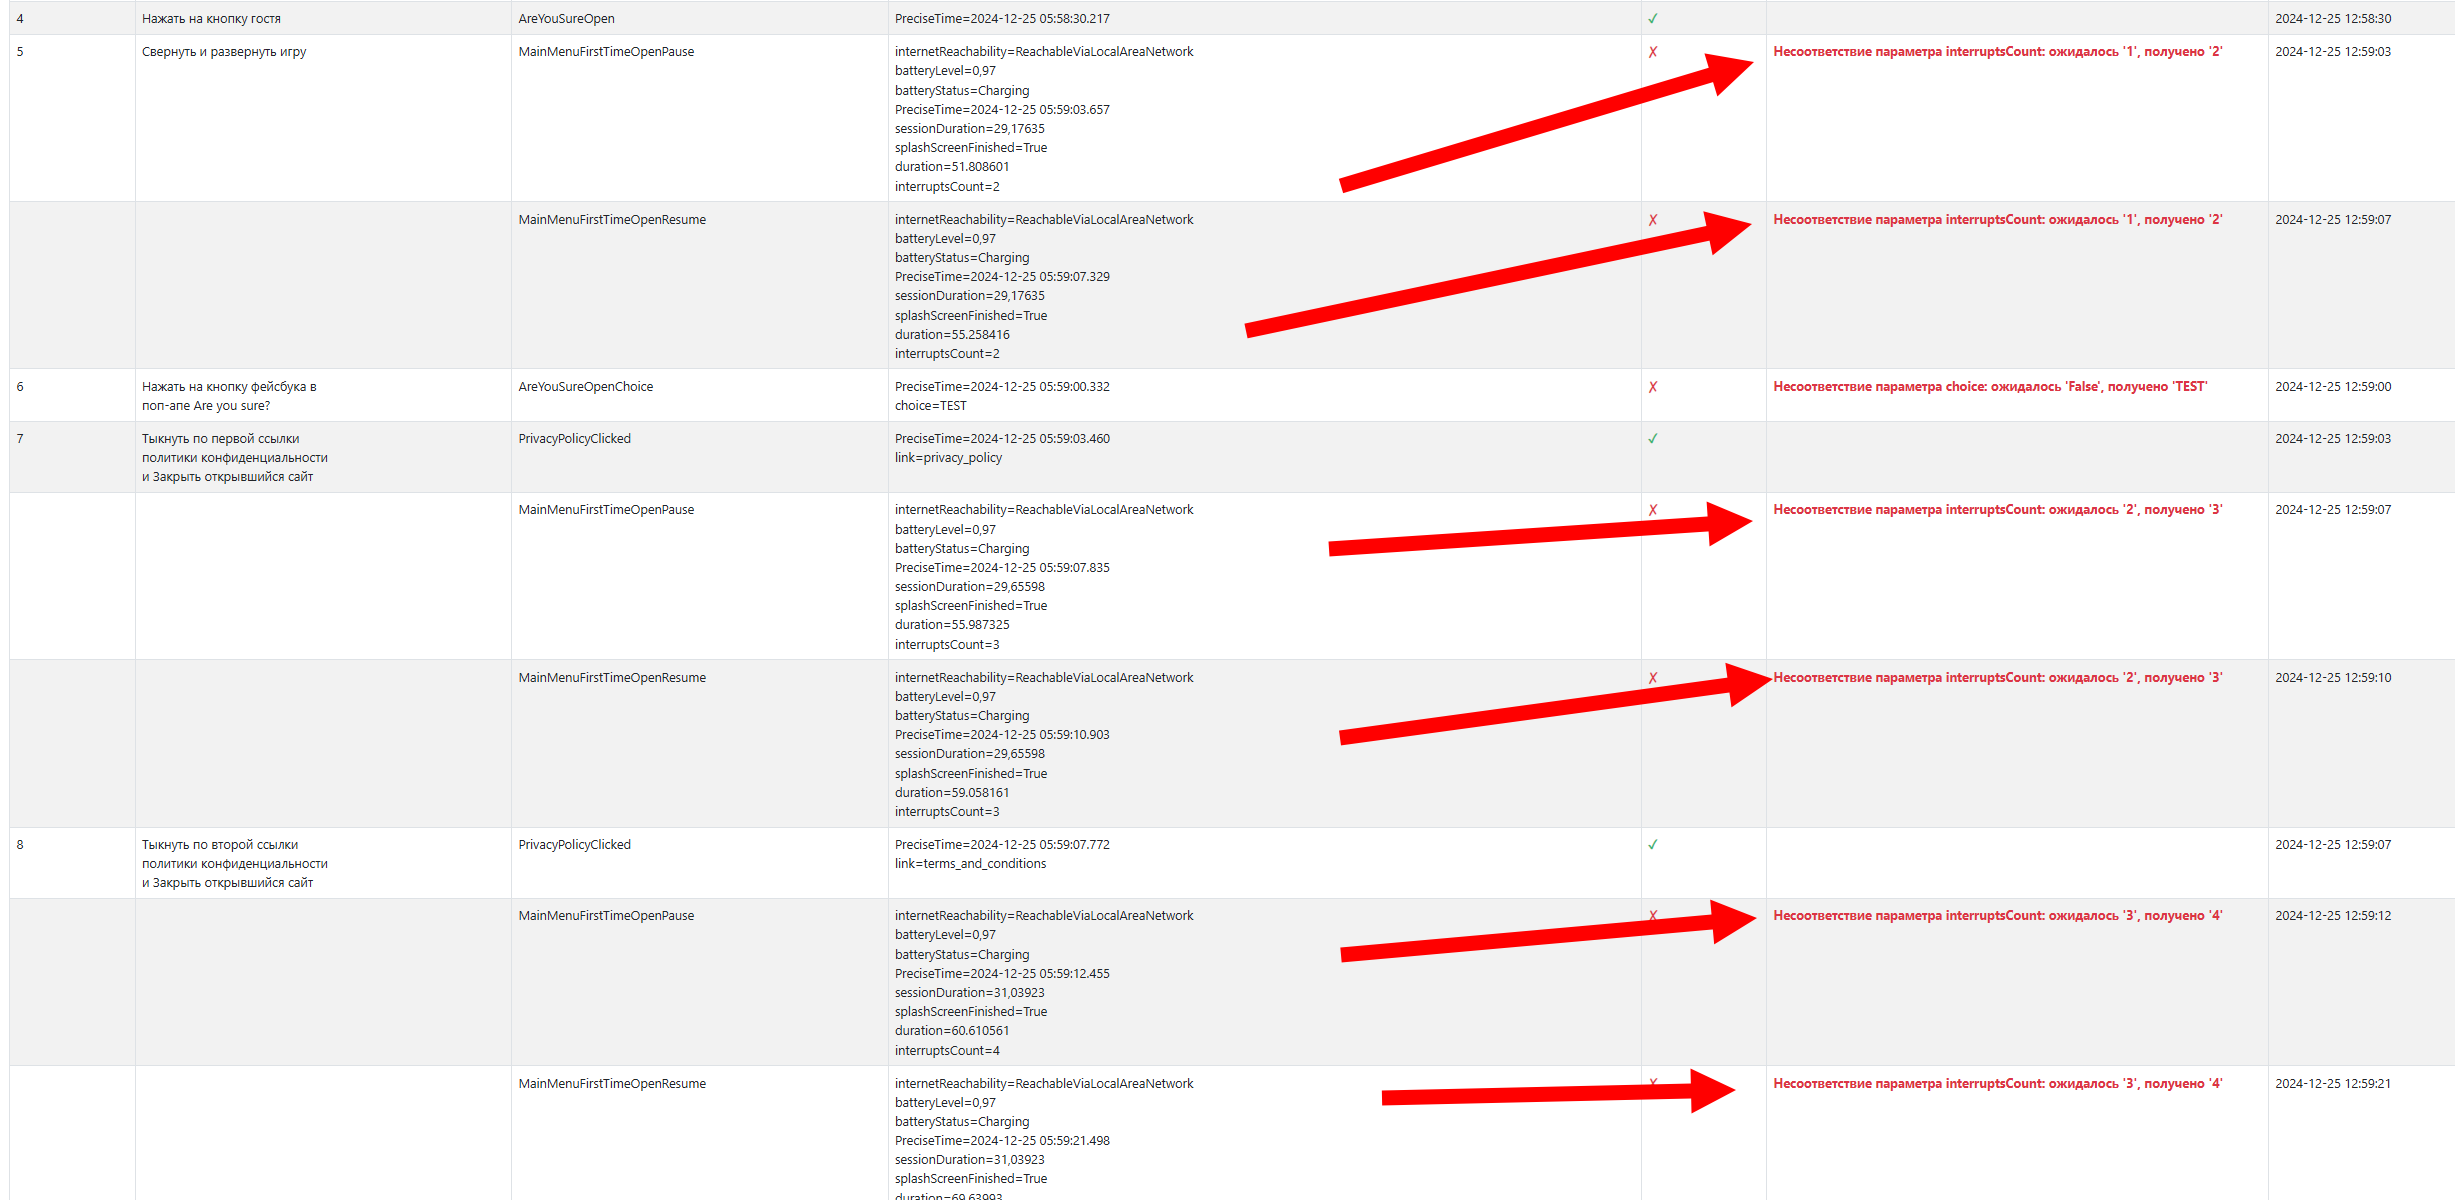 4 Нажать на кнопку гостя AreYouSureOpen PreciseTime=2024-12-25 05:58:30.217 ✓ 2024-12-25 12:58:30
5 Свернуть и развернуть игру MainMenuFirstTimeOpenPause internetReachability=ReachableViaLocalAreaNetwork ✗ Несоответствие параметра interruptsCount: ожидалось '1', получено '2' 2024-12-25 12:59:03
batteryLevel=0,97
batteryStatus=Charging
PreciseTime=2024-12-25 05:59:03.657
sessionDuration=29,17635
splashScreenFinished=True
duration=51.808601
interruptsCount=2
MainMenuFirstTimeOpenResume internetReachability=ReachableViaLocalAreaNetwork ✗ Несоответствие параметра interruptsCount: ожидалось '1', получено '2' 2024-12-25 12:59:07
batteryLevel=0,97
batteryStatus=Charging
PreciseTime=2024-12-25 05:59:07.329
sessionDuration=29,17635
splashScreenFinished=True
duration=55.258416
interruptsCount=2
6 Нажать на кнопку фейсбука в AreYouSureOpenChoice PreciseTime=2024-12-25 05:59:00.332 ✗ Несоответствие параметра choice: ожидалось 'False', получено 'TEST' 2024-12-25 12:59:00
поп-апе Are you sure? choice=TEST
7 Тыкнуть по первой ссылки PrivacyPolicyClicked PreciseTime=2024-12-25 05:59:03.460 ✓ 2024-12-25 12:59:03
политики конфиденциальности link=privacy_policy
и Закрыть открывшийся сайт
MainMenuFirstTimeOpenPause internetReachability=ReachableViaLocalAreaNetwork ✗ Несоответствие параметра interruptsCount: ожидалось '2', получено '3' 2024-12-25 12:59:07
batteryLevel=0,97
batteryStatus=Charging
PreciseTime=2024-12-25 05:59:07.835
sessionDuration=29,65598
splashScreenFinished=True
duration=55.987325
interruptsCount=3
MainMenuFirstTimeOpenResume internetReachability=ReachableViaLocalAreaNetwork ✗ Несоответствие параметра interruptsCount: ожидалось '2', получено '3' 2024-12-25 12:59:10
batteryLevel=0,97
batteryStatus=Charging
PreciseTime=2024-12-25 05:59:10.903
sessionDuration=29,65598
splashScreenFinished=True
duration=59.058161
interruptsCount=3
8 Тыкнуть по второй ссылки PrivacyPolicyClicked PreciseTime=2024-12-25 05:59:07.772 ✓ 2024-12-25 12:59:07
политики конфиденциальности link=terms_and_conditions
и Закрыть открывшийся сайт
MainMenuFirstTimeOpenPause internetReachability=ReachableViaLocalAreaNetwork ✗ Несоответствие параметра interruptsCount: ожидалось '3', получено '4' 2024-12-25 12:59:12
batteryLevel=0,97
batteryStatus=Charging
PreciseTime=2024-12-25 05:59:12.455
sessionDuration=31,03923
splashScreenFinished=True
duration=60.610561
interruptsCount=4
MainMenuFirstTimeOpenResume internetReachability=ReachableViaLocalAreaNetwork ✗ Несоответствие параметра interruptsCount: ожидалось '3', получено '4' 2024-12-25 12:59:21
batteryLevel=0,97
batteryStatus=Charging
PreciseTime=2024-12-25 05:59:21.498
sessionDuration=31,03923
splashScreenFinished=True
duration=69.63993